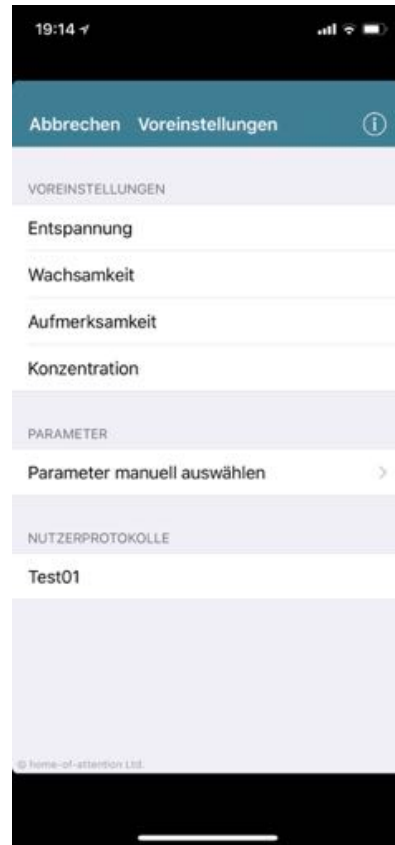 19:14
Abbrechen Voreinstellungen
VOREINSTELLUNGEN
Entspannung
Wachsamkeit
Aufmerksamkeit
Konzentration
PARAMETER
Parameter manuell auswählen
NUTZERPROTOKOLLE
Test01
© home-of-attention Ltd.